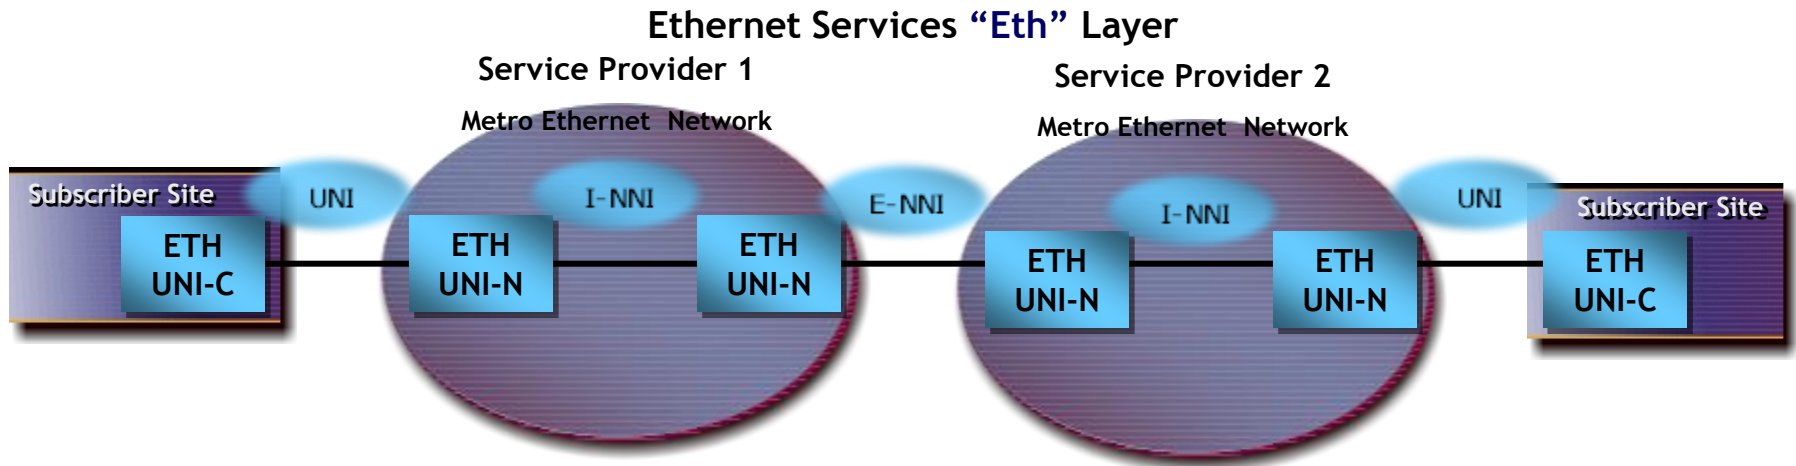 Ethernet Services “Eth” Layer
Service Provider 1
Service Provider 2
Metro Ethernet Network
Metro Ethernet Network
Subscriber Site
UNI
I-NNI
E-NNI
I-NNI
UNI
Subscriber Site
ETH
UNI-C
ETH
UNI-N
ETH
UNI-N
ETH
UNI-N
ETH
UNI-N
ETH
UNI-C